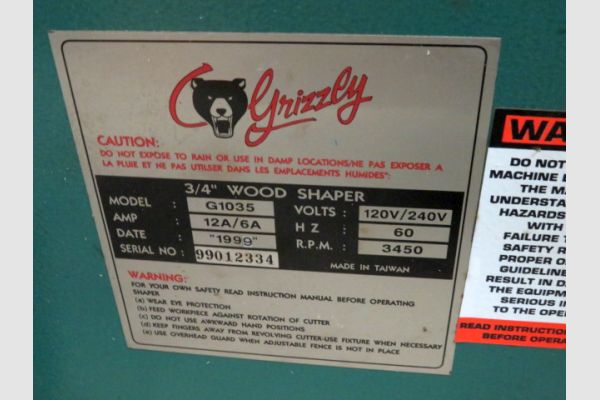 Grizzly
CAUTION:
DO NOT EXPOSE TO RAIN OR USE IN DAMP LOCATIONS/NE PAS EXPOSER A
LA PLUIE ET NE PAS UTILSER DANS LES EMPLACEMENTS HUMIDES":
3/4" WOOD SHAPER
MODEL : G1035 VOLTS : 120V/240V
AMP : 12A/6A H Z : 60
DATE : "1999" R.P.M. : 3450
SERIAL NO : 99012334 MADE IN TAIWAN
WARNING:
FOR YOUR OWN SAFETY READ INSTRUCTION MANUAL BEFORE OPERATING
SHAPER
(a) WEAR EYE PROTECTION
(b) FEED WORKPIECE AGAINST ROTATION OF CUTTER
(c) DO NOT USE AWKWARD HAND POSITIONS
(d) KEEP FINGERS AWAY FROM REVOLVING CUTTER-USE FIXTURE WHEN NECESSARY
(e) USE OVERHEAD GUARD WHEN ADJUSTABLE FENCE IS NOT IN PLACE
WA
DO NOT
MACHINE
THE MA
UNDERSTA
HAZARDS
WITH
FAILURE
SAFETY R
PROPER O
GUIDELINE
RESULT IN D
THE EQUIPM
SERIOUS I
TO THE OPE
READ INSTRUCTIO
BEFORE OPERA